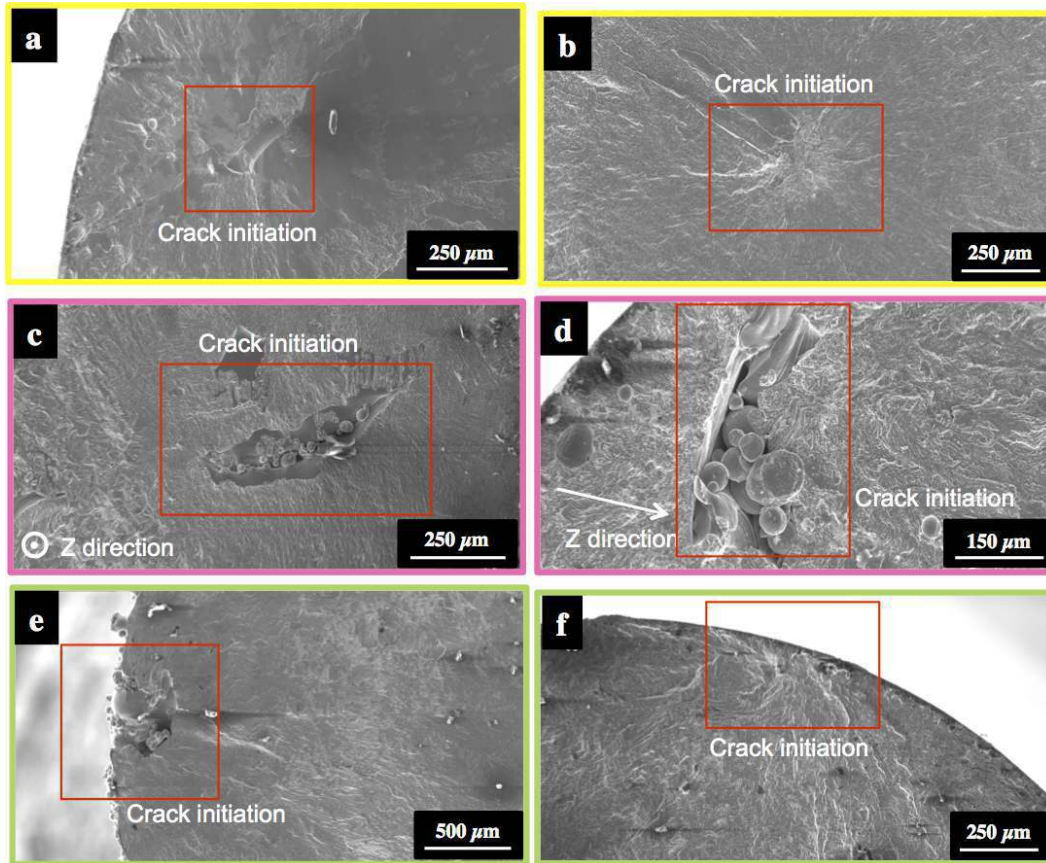 a
Crack initiation
250 µm
b
Crack initiation
250 µm
c
Crack initiation
Z direction
250 µm
d
Z direction
Crack initiation
150 µm
e
Crack initiation
500 µm
f
Crack initiation
250 µm